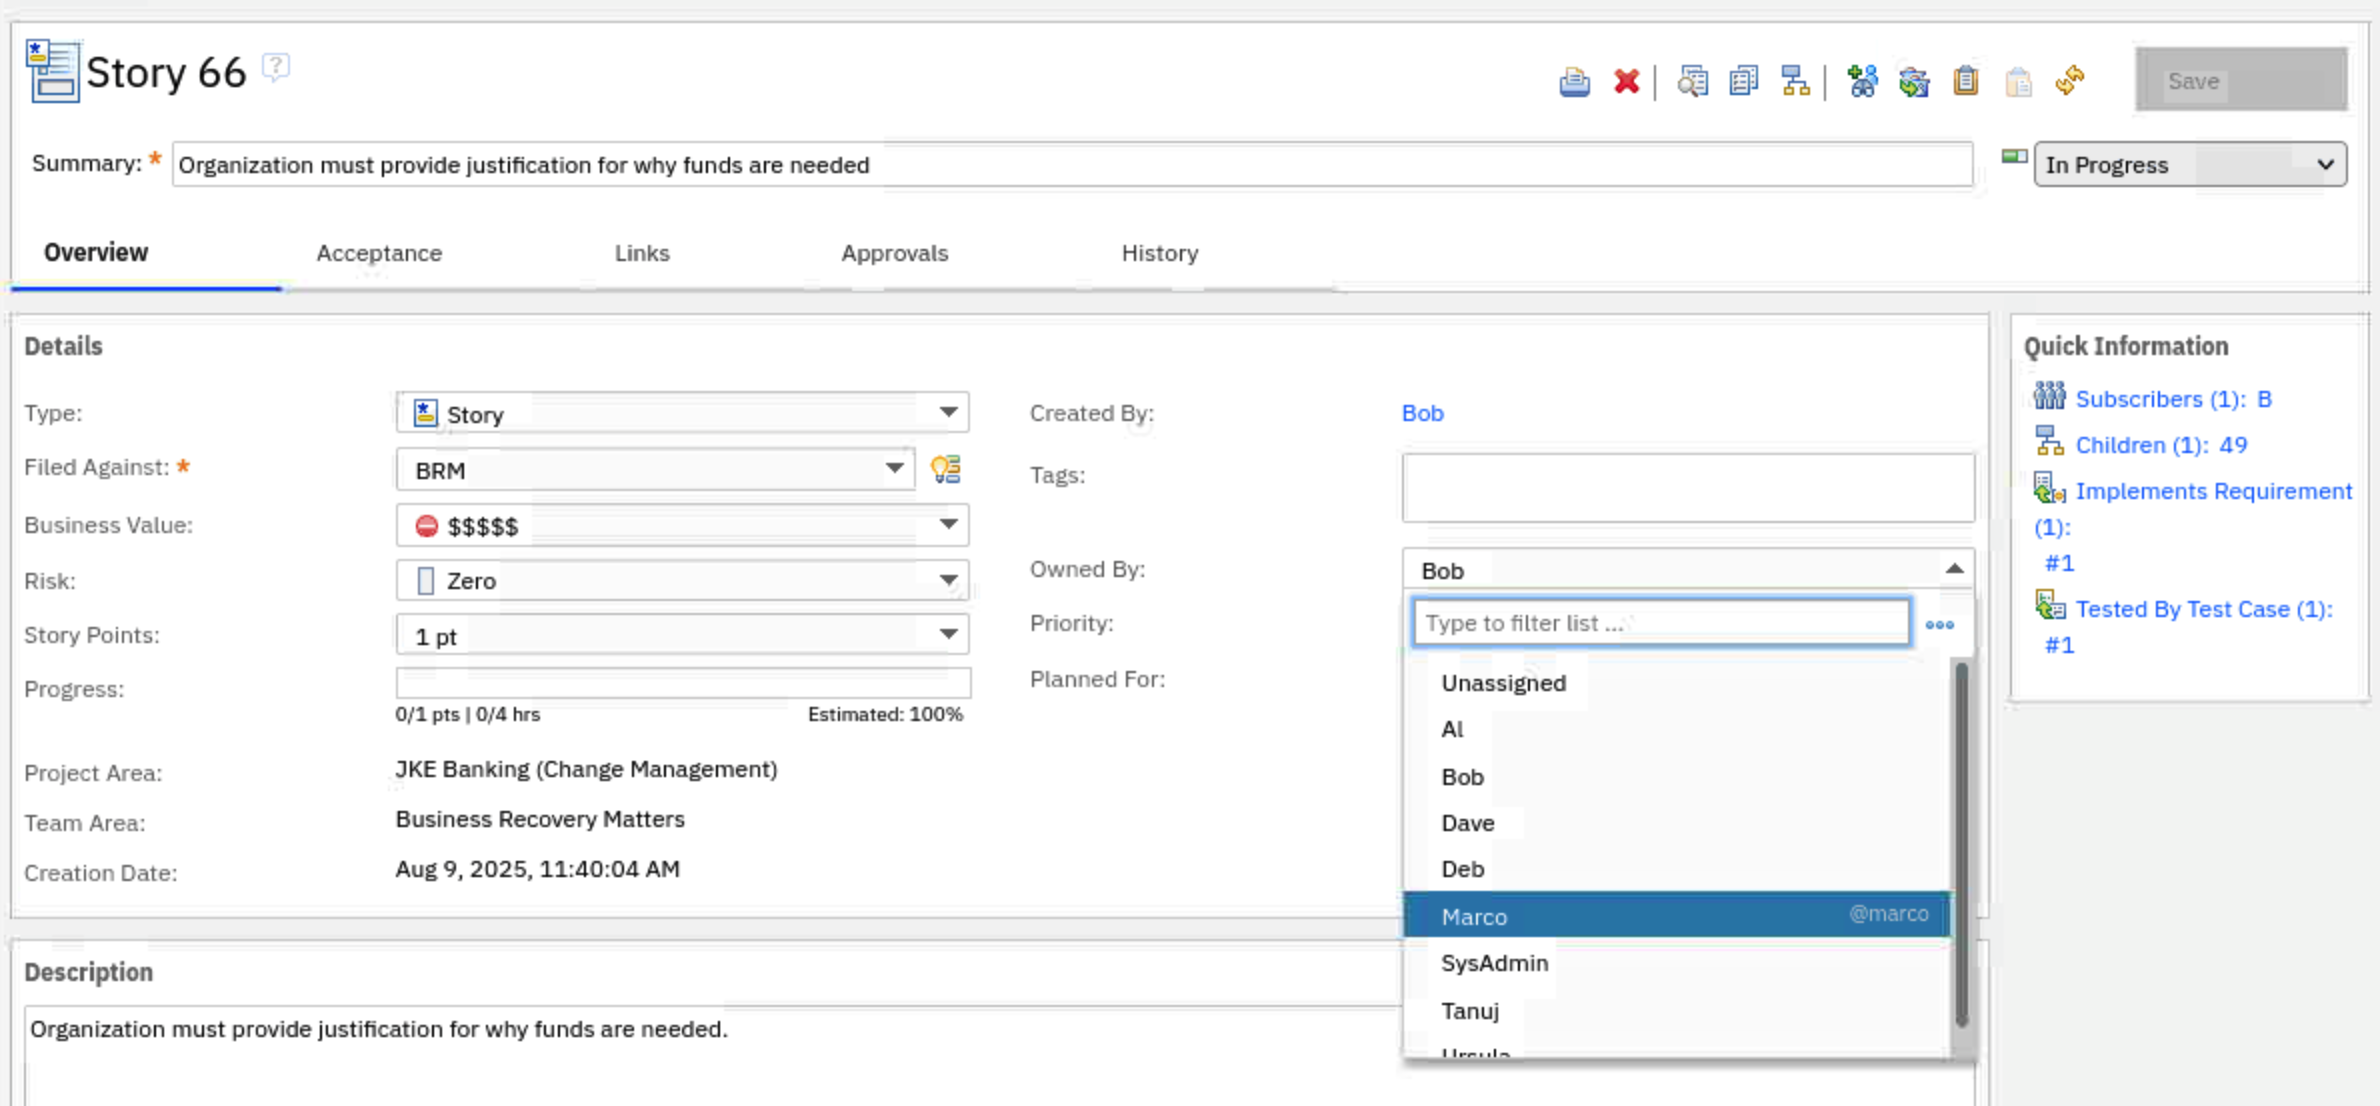 Story 66 ?
Save
Summary: * Organization must provide justification for why funds are needed
In Progress
Overview Acceptance Links Approvals History
Details
Type: Story
Filed Against: * BRM
Business Value: $$$$$
Risk: Zero
Story Points: 1 pt
Progress:
0/1 pts | 0/4 hrs Estimated: 100%
Project Area: JKE Banking (Change Management)
Team Area: Business Recovery Matters
Creation Date: Aug 9, 2025, 11:40:04 AM
Created By: Bob
Tags:
Owned By: Bob
Priority:
Planned For:
Type to filter list ...
Unassigned
Al
Bob
Dave
Deb
Marco @marco
SysAdmin
Tanuj
Ursula
Quick Information
Subscribers (1): B
Children (1): 49
Implements Requirement
(1):
#1
Tested By Test Case (1):
#1
Description
Organization must provide justification for why funds are needed.